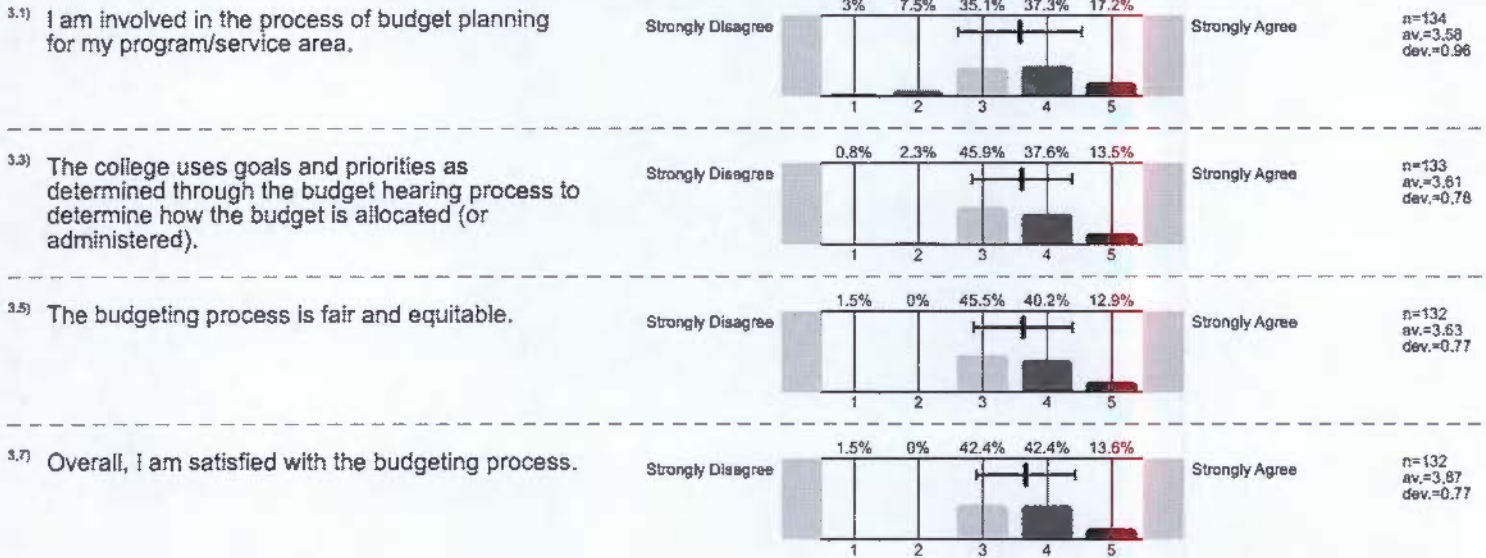 3% 7.5% 35.1% 37.3% 17.2%
3.1) I am involved in the process of budget planning
for my program/service area.
Strongly Disagree
Strongly Agree
n=134
av.=3.58
dev.=0.96
1 2 3 4 5
0.8% 2.3% 45.9% 37.6% 13.5%
3.3) The college uses goals and priorities as
determined through the budget hearing process to
determine how the budget is allocated (or
administered).
Strongly Disagree
Strongly Agree
n=133
av.=3.61
dev.=0.78
1 2 3 4 5
1.5% 0% 45.5% 40.2% 12.9%
3.5) The budgeting process is fair and equitable.
Strongly Disagree
Strongly Agree
n=132
av.=3.63
dev.=0.77
1 2 3 4 5
1.5% 0% 42.4% 42.4% 13.6%
3.7) Overall, I am satisfied with the budgeting process.
Strongly Disagree
Strongly Agree
n=132
av.=3.67
dev.=0.77
1 2 3 4 5